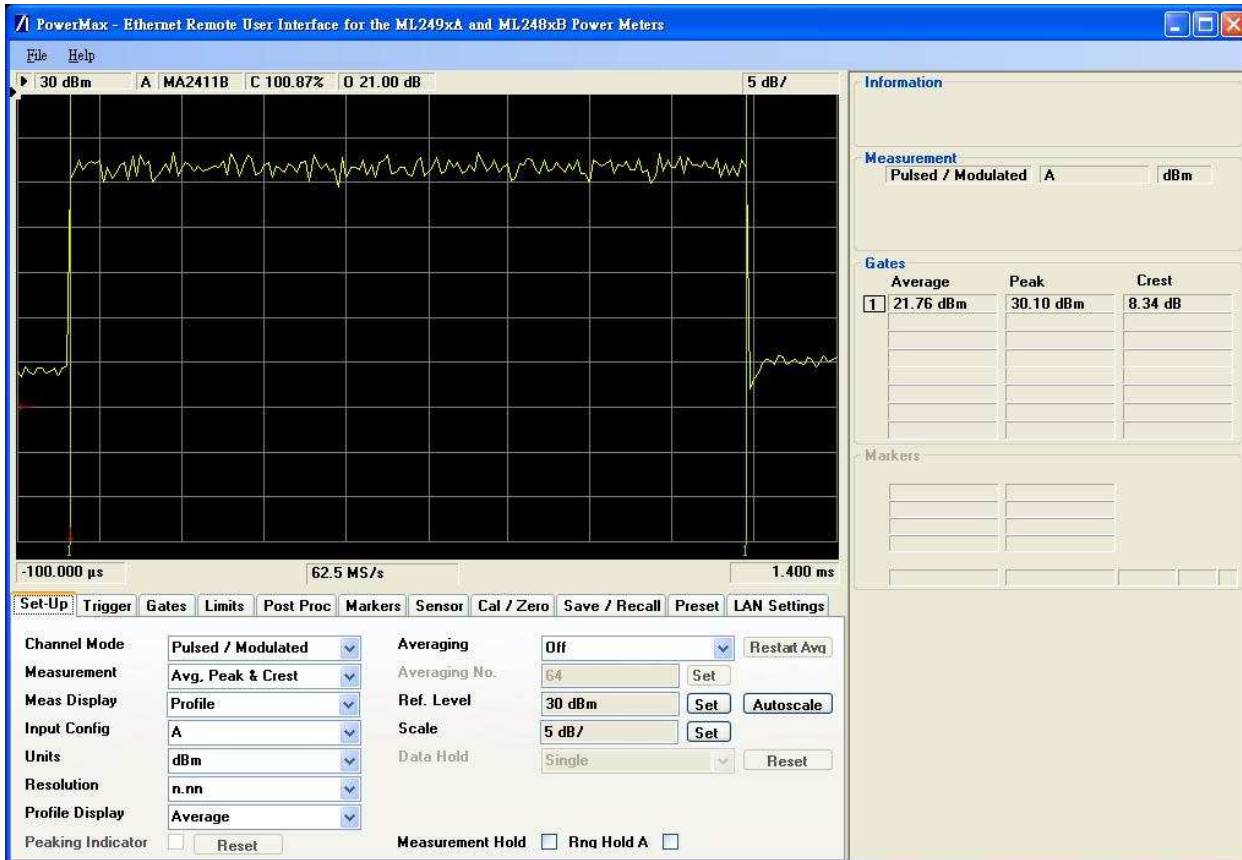 PowerMax - Ethernet Remote User Interface for the ML249xA and ML248xB Power Meters
File Help
30 dBm A MA2411B C 100.87% O 21.00 dB 5 dB/
1 1
-100.000 µs 62.5 MS/s 1.400 ms
Information
Measurement
Pulsed / Modulated A dBm
Gates
Average Peak Crest
1 21.76 dBm 30.10 dBm 8.34 dB
Markers
Set-Up Trigger Gates Limits Post Proc Markers Sensor Cal / Zero Save / Recall Preset LAN Settings
Channel Mode Pulsed / Modulated Averaging Off Restart Avg
Measurement Avg, Peak & Crest Averaging No. 64 Set
Meas Display Profile Ref. Level 30 dBm Set Autoscale
Input Config A Scale 5 dB/ Set
Units dBm Data Hold Single Reset
Resolution n.nn
Profile Display Average
Peaking Indicator Reset Measurement Hold Rng Hold A